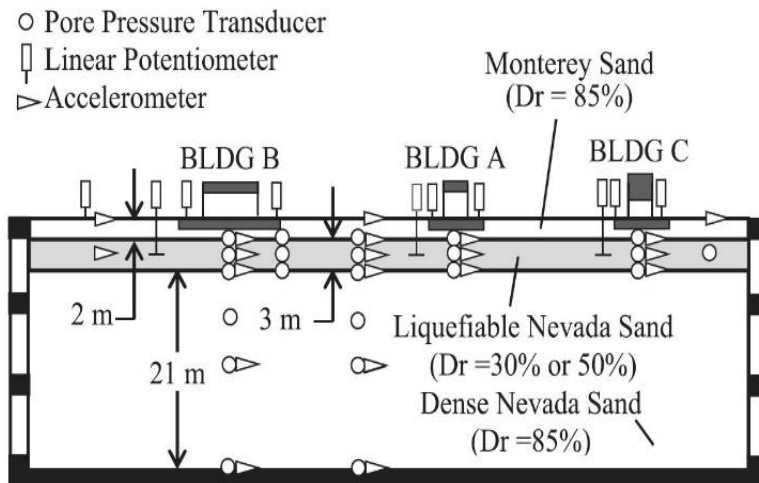 Pore Pressure Transducer
Linear Potentiometer
Accelerometer
Monterey Sand
(Dr = 85%)
BLDG B
BLDG A
BLDG C
2 m
3 m
21 m
Liquefiable Nevada Sand
(Dr =30% or 50%)
Dense Nevada Sand
(Dr =85%)